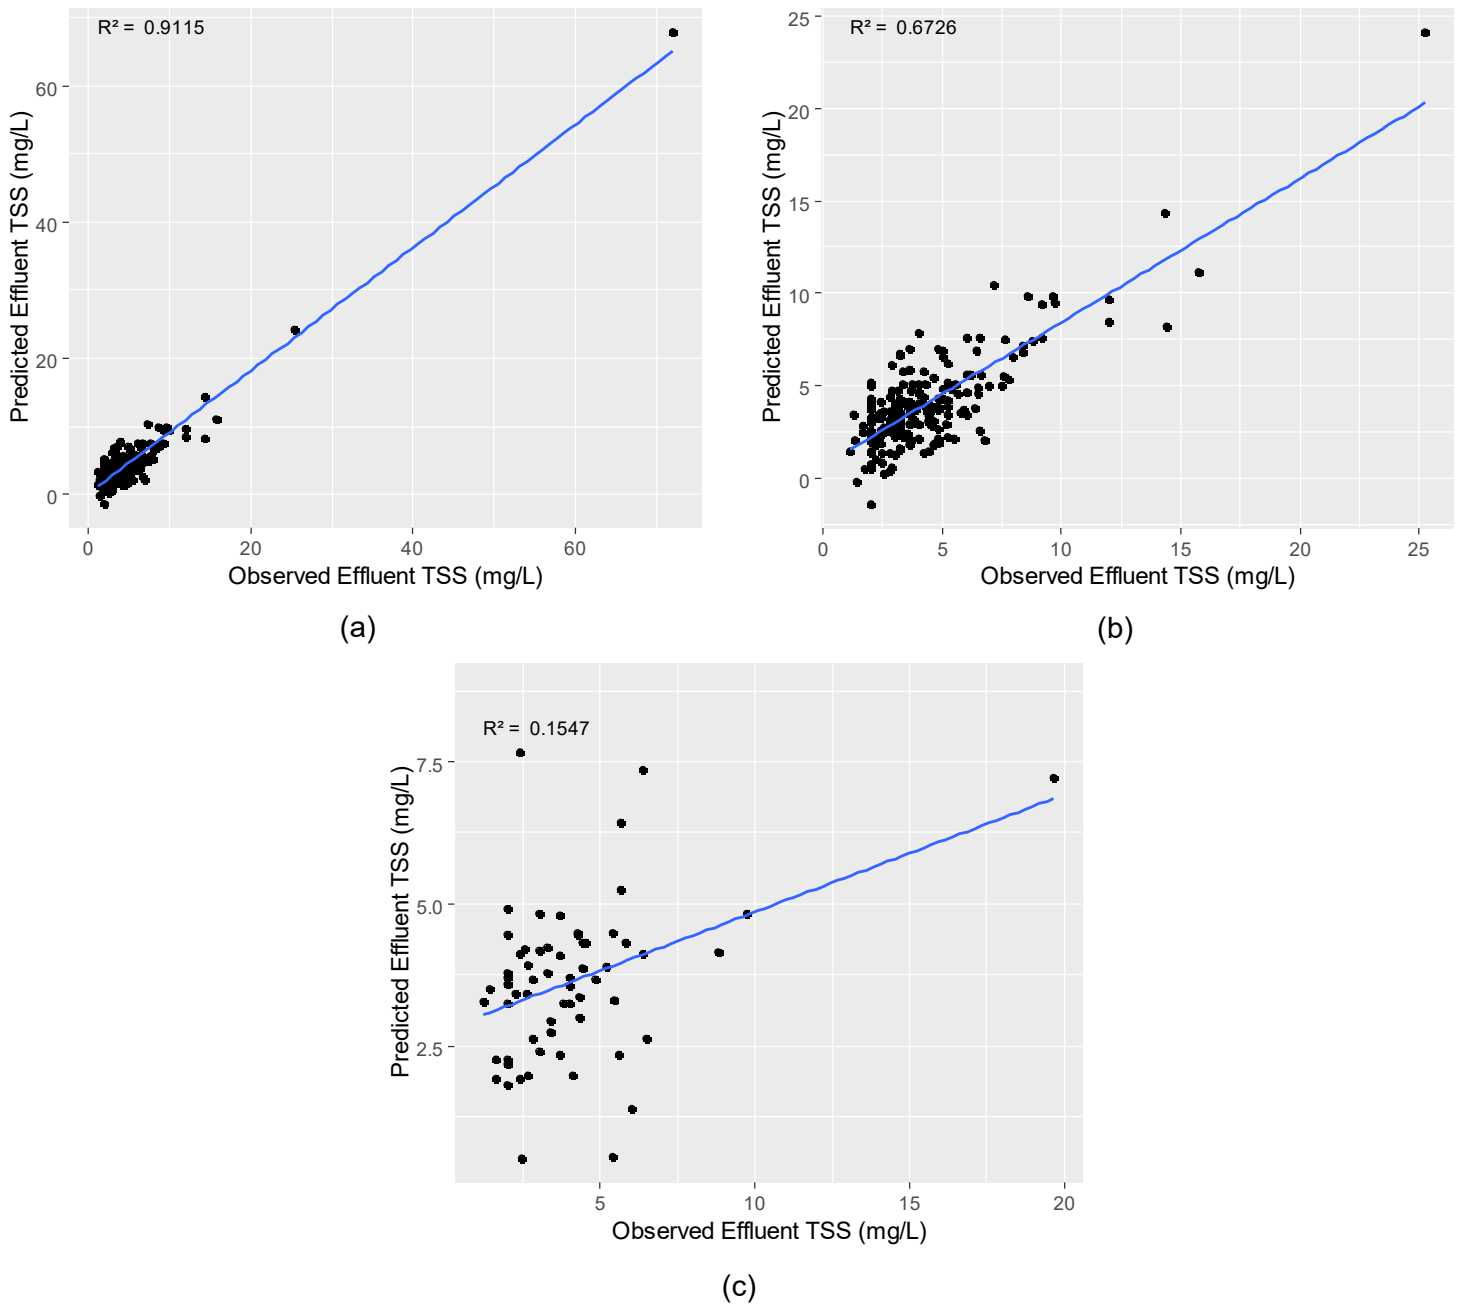 R² = 0.9115
Predicted Effluent TSS (mg/L)
60
40
20
0
0 20 40 60
Observed Effluent TSS (mg/L)
(a)
R² = 0.6726
Predicted Effluent TSS (mg/L)
25
20
15
10
5
0
0 5 10 15 20 25
Observed Effluent TSS (mg/L)
(b)
R² = 0.1547
Predicted Effluent TSS (mg/L)
7.5
5.0
2.5
5 10 15 20
Observed Effluent TSS (mg/L)
(c)